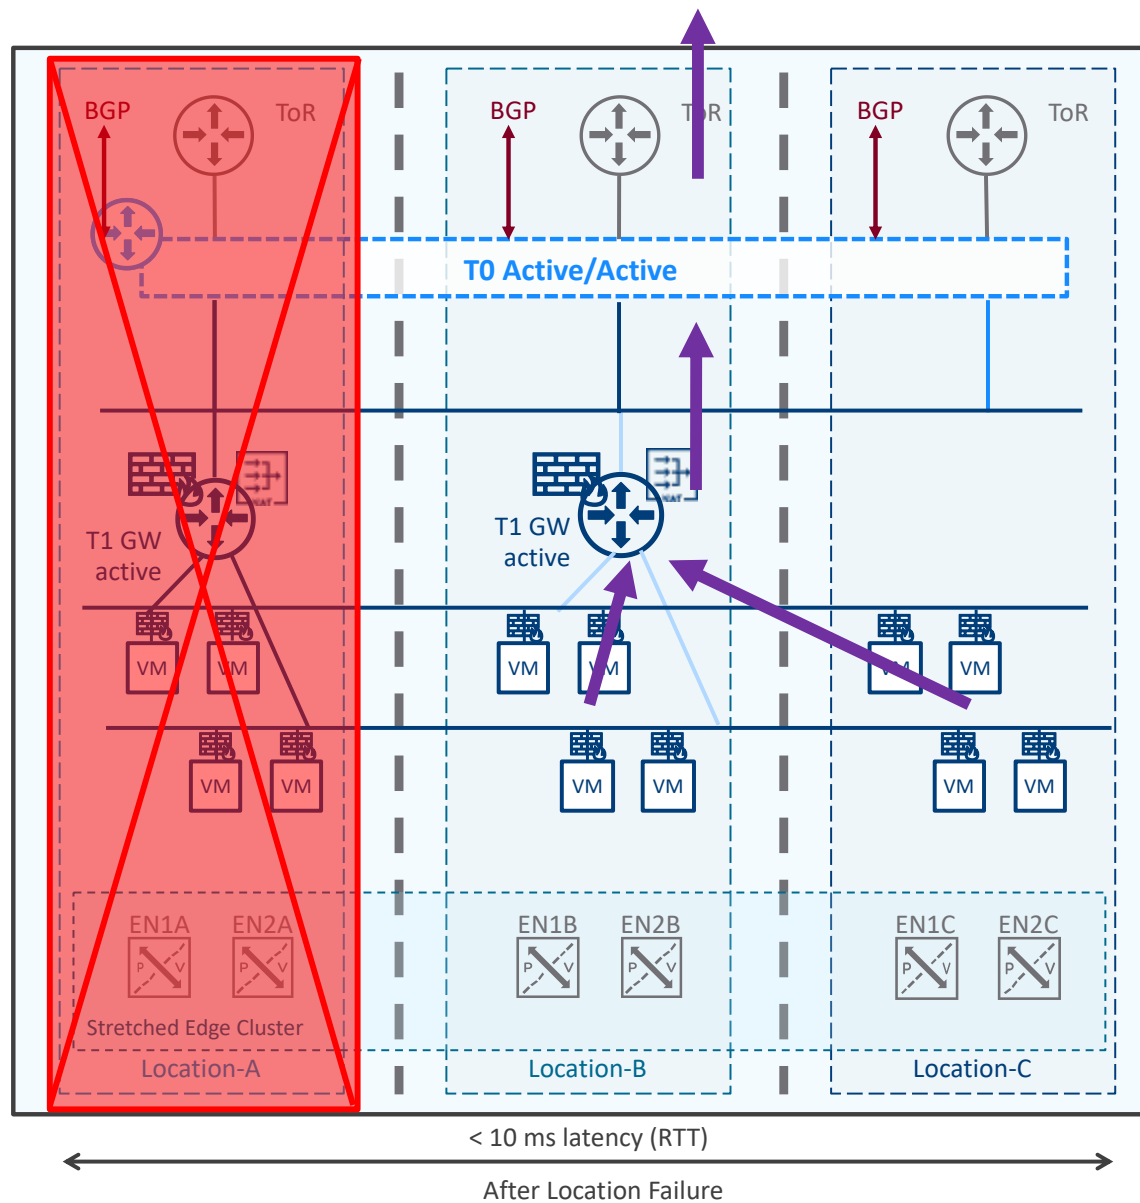 BGP
ToR
BGP
ToR
BGP
ToR
T0 Active/Active
NAT
NAT
T1 GW
active
T1 GW
active
VM
VM
VM
VM
VM
VM
VM
VM
VM
VM
VM
VM
EN1A
EN2A
EN1B
EN2B
EN1C
EN2C
P
V
P
V
P
V
P
V
P
V
P
V
Stretched Edge Cluster
Location-A
Location-B
Location-C
< 10 ms latency (RTT)
After Location Failure